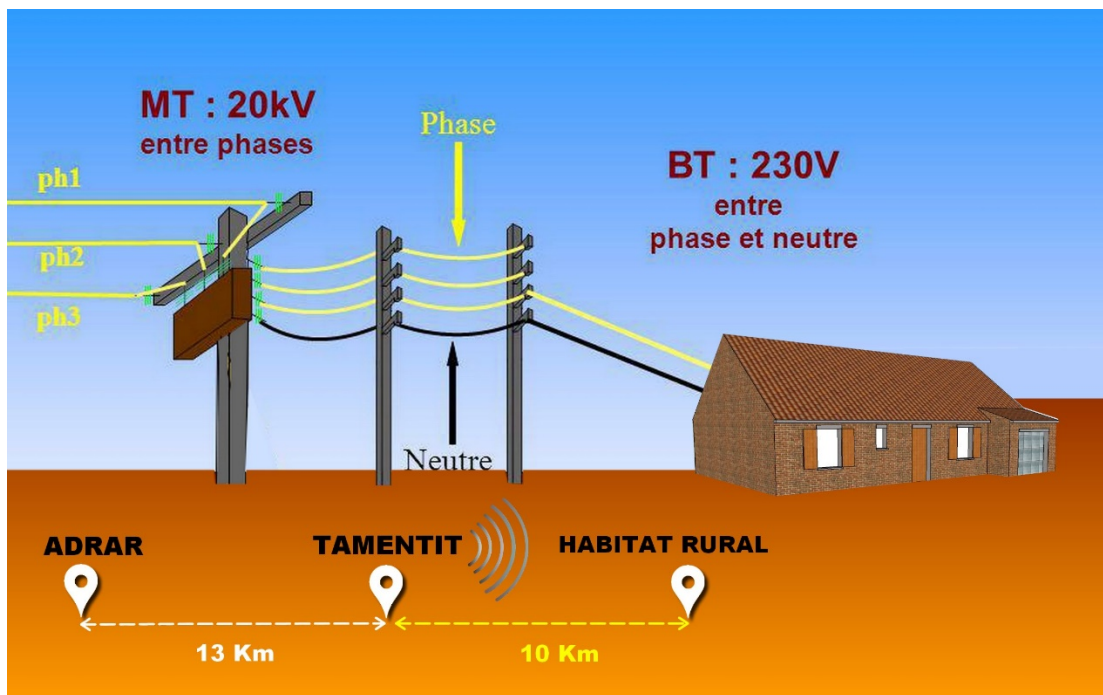 MT : 20kV
entre phases
Phase
BT : 230V
entre
phase et neutre
ph1
ph2
ph3
Neutre
ADRAR
TAMENTIT
HABITAT RURAL
13 Km
10 Km